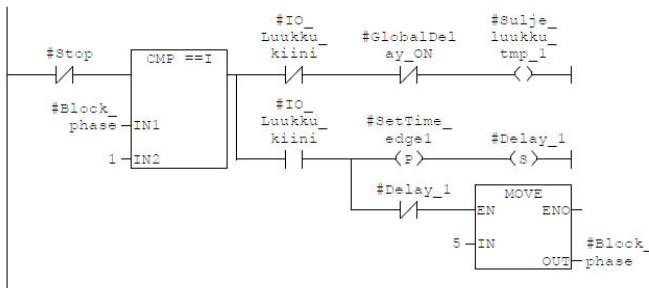 #IO_
Luukku_
kiini
#GlobalDel
ay_ON
#Sulje_
luukku_
tmp_1
#Stop
CMP ==I
#Block_
phase
IN1
1
IN2
#IO_
Luukku_
kiini
#SetTime_
edge1
P
#Delay_1
S
#Delay_1
MOVE
EN
ENO
5
IN
OUT
#Block_
phase